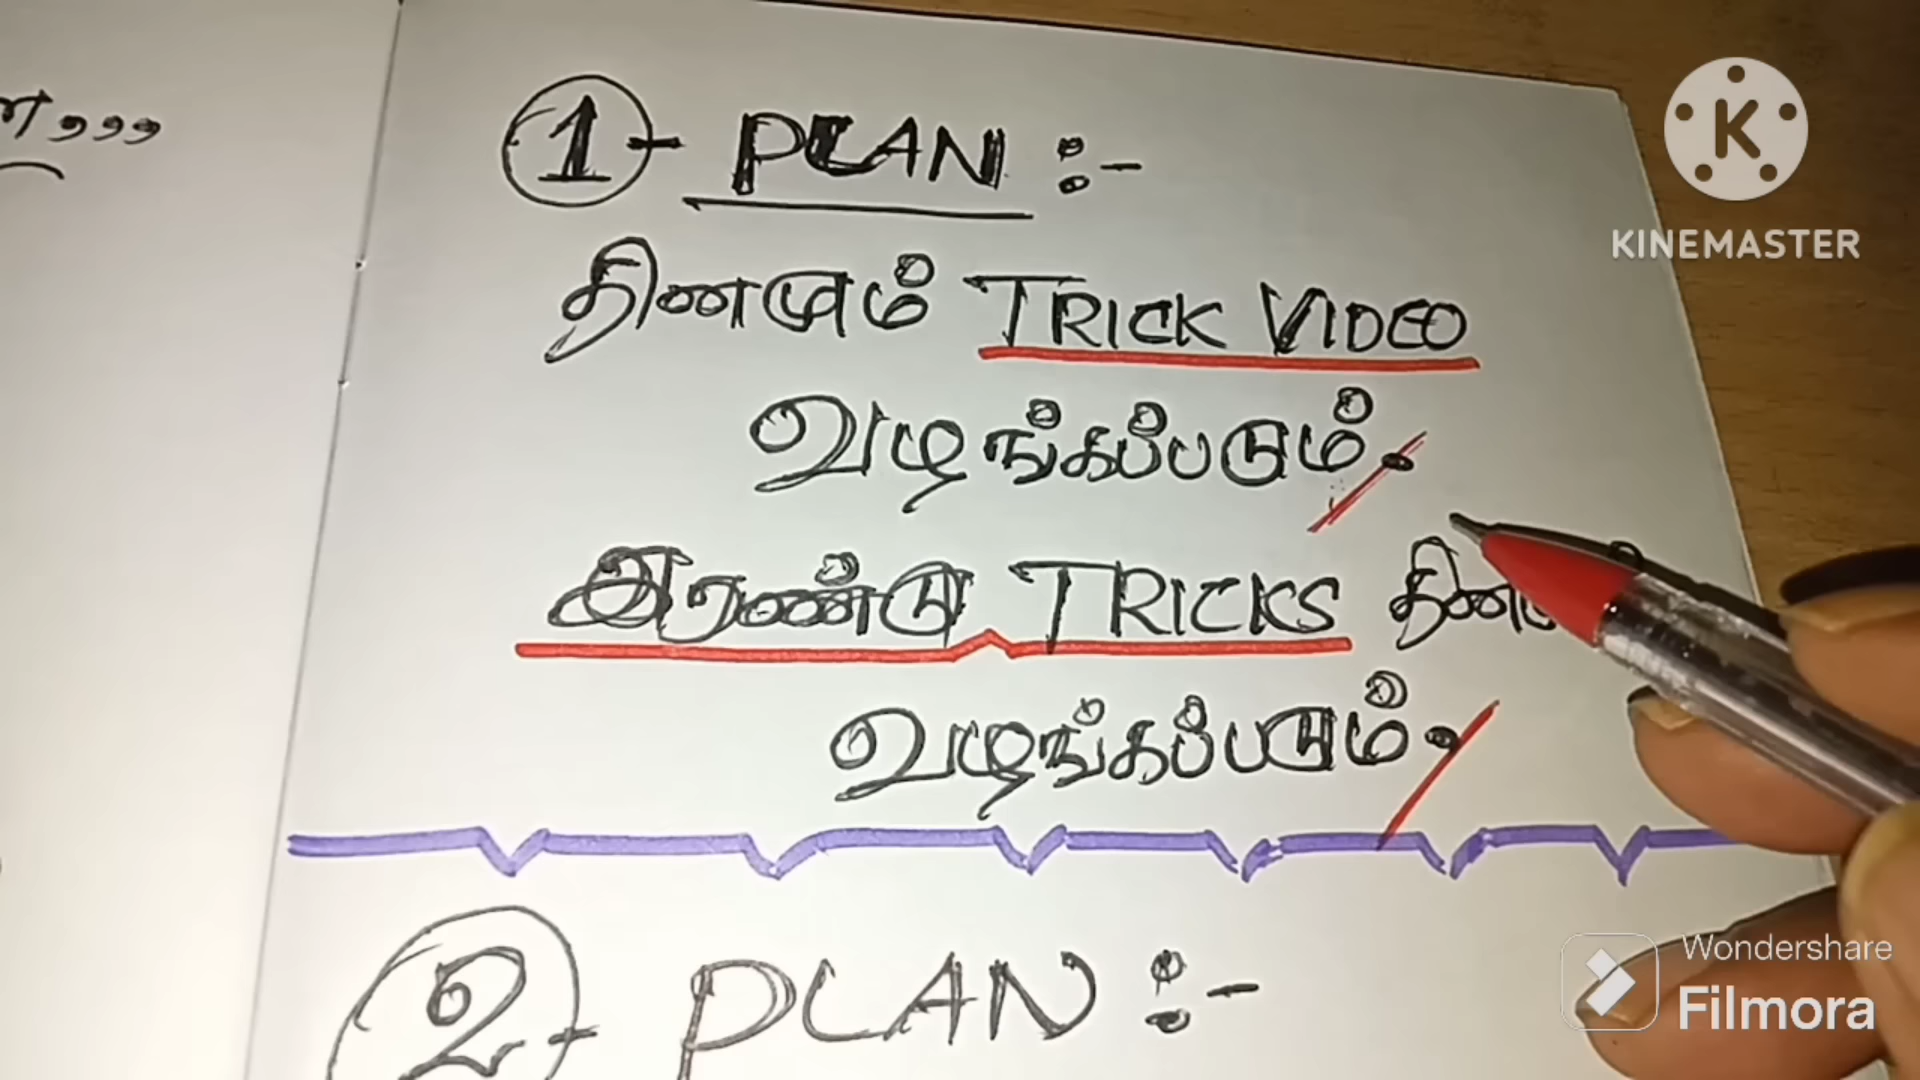 1 - PLAN :-
தினமும் TRICK VIDEO
வழங்கப்படும்.
இரண்டு TRICKS
வழங்கப்படும்.
2 - PLAN :-
KINEMASTER
Wondershare
Filmora